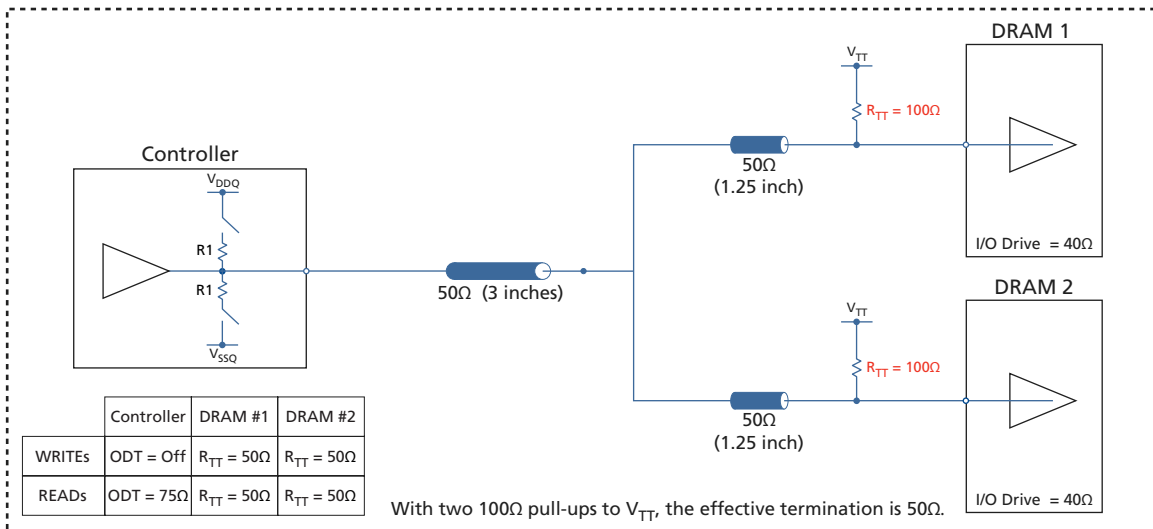 DRAM 1
V_TT
R_TT = 100Ω
Controller
50Ω
(1.25 inch)
V_DDQ
R1
I/O Drive = 40Ω
R1
50Ω (3 inches)
DRAM 2
V_TT
V_SSQ
R_TT = 100Ω
Controller DRAM #1 DRAM #2
50Ω
(1.25 inch)
WRITEs ODT = Off R_TT = 50Ω R_TT = 50Ω
READs ODT = 75Ω R_TT = 50Ω R_TT = 50Ω
With two 100Ω pull-ups to V_TT, the effective termination is 50Ω.
I/O Drive = 40Ω